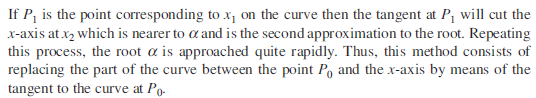 If P₁ is the point corresponding to x₁ on the curve then the tangent at P₁ will cut the
x-axis at x₂ which is nearer to α and is the second approximation to the root. Repeating
this process, the root α is approached quite rapidly. Thus, this method consists of
replacing the part of the curve between the point P₀ and the x-axis by means of the
tangent to the curve at P₀.